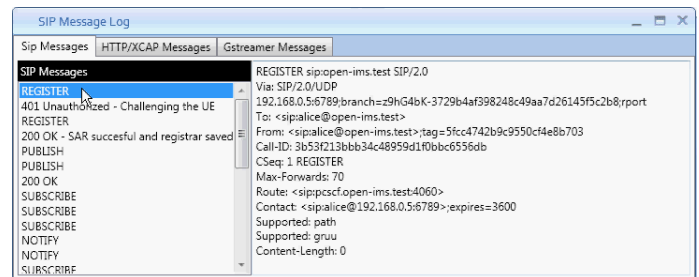 SIP Message Log
Sip Messages
HTTP/XCAP Messages
Gstreamer Messages
SIP Messages
REGISTER
401 Unauthorized - Challenging the UE
REGISTER
200 OK - SAR succesful and registrar saved
PUBLISH
PUBLISH
200 OK
SUBSCRIBE
SUBSCRIBE
SUBSCRIBE
NOTIFY
NOTIFY
SUBSCRIBE
REGISTER sip:open-ims.test SIP/2.0
Via: SIP/2.0/UDP
192.168.0.5:6789;branch=z9hG4bK-3729b4af398248c49aa7d26145f5c2b8;rport
To: <sip:alice@open-ims.test>
From: <sip:alice@open-ims.test>;tag=5fcc4742b9c9550cf4e8b703
Call-ID: 3b53f213bbb34c48959d1f0bbc6556db
CSeq: 1 REGISTER
Max-Forwards: 70
Route: <sip:pcscf.open-ims.test:4060>
Contact: <sip:alice@192.168.0.5:6789>;expires=3600
Supported: path
Supported: gruu
Content-Length: 0